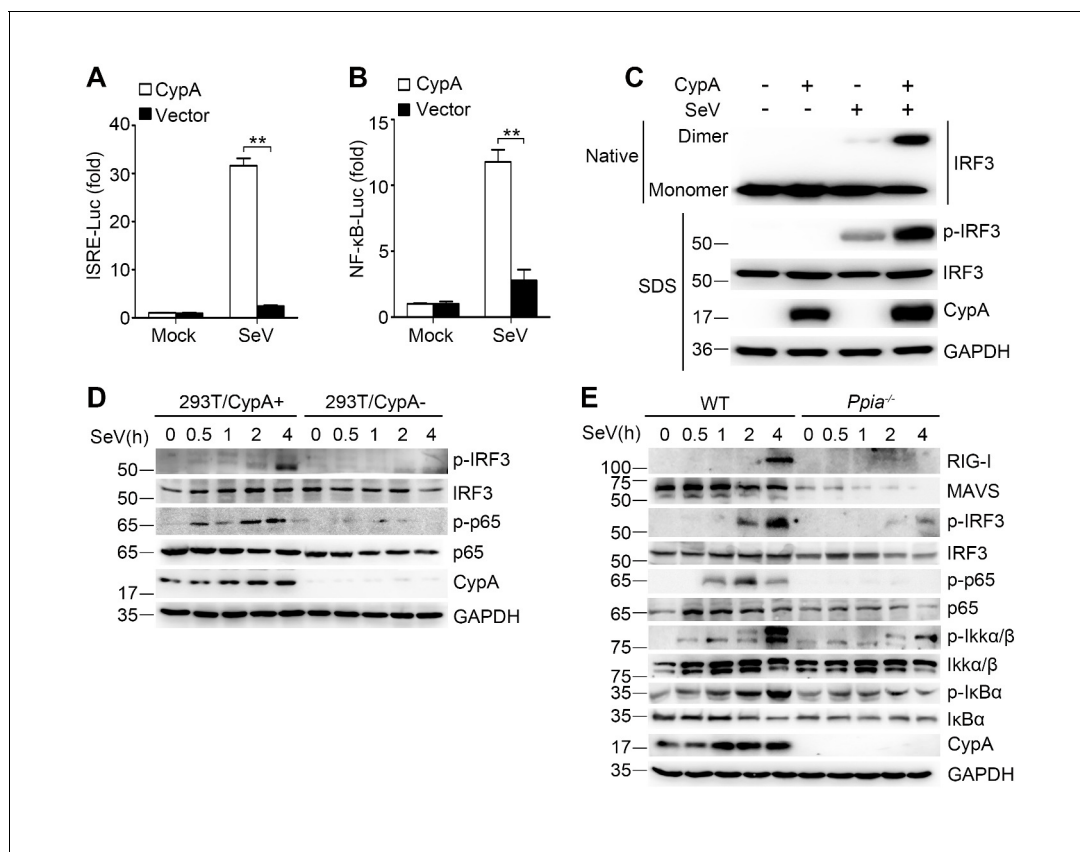 A
CypA
Vector
ISRE-Luc (fold)
40
30
20
10
0
**
Mock
SeV
B
CypA
Vector
NF-κB-Luc (fold)
15
10
5
0
**
Mock
SeV
C
CypA - + - +
SeV - - + +
Native
Dimer
Monomer
IRF3
SDS
50 p-IRF3
50 IRF3
17 CypA
36 GAPDH
D
293T/CypA+ 293T/CypA-
SeV(h) 0 0.5 1 2 4 0 0.5 1 2 4
50 p-IRF3
50 IRF3
65 p-p65
65 p65
17 CypA
35 GAPDH
E
WT Ppia-/-
SeV(h) 0 0.5 1 2 4 0 0.5 1 2 4
100 RIG-I
75
50 MAVS
50 p-IRF3
50 IRF3
65 p-p65
65 p65
75 p-Ikkα/β
75 Ikkα/β
35 p-IκBα
35 IκBα
17 CypA
35 GAPDH